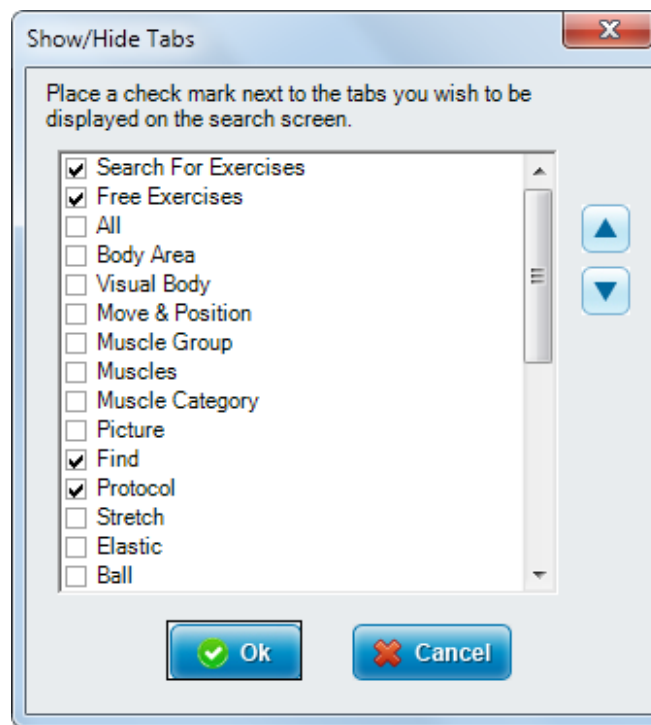 Show/Hide Tabs
Place a check mark next to the tabs you wish to be
displayed on the search screen.
Search For Exercises
Free Exercises
All
Body Area
Visual Body
Move & Position
Muscle Group
Muscles
Muscle Category
Picture
Find
Protocol
Stretch
Elastic
Ball
Ok
Cancel